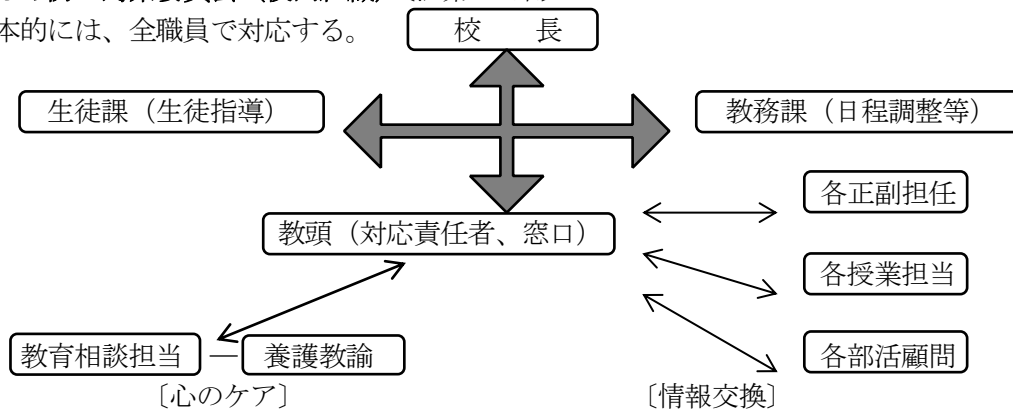 本的には、全職員で対応する。
校　長
生徒課（生徒指導）
教務課（日程調整等）
各正副担任
教頭（対応責任者、窓口）
各授業担当
教育相談担当 ― 養護教諭
各部活顧問
〔心のケア〕
〔情報交換〕